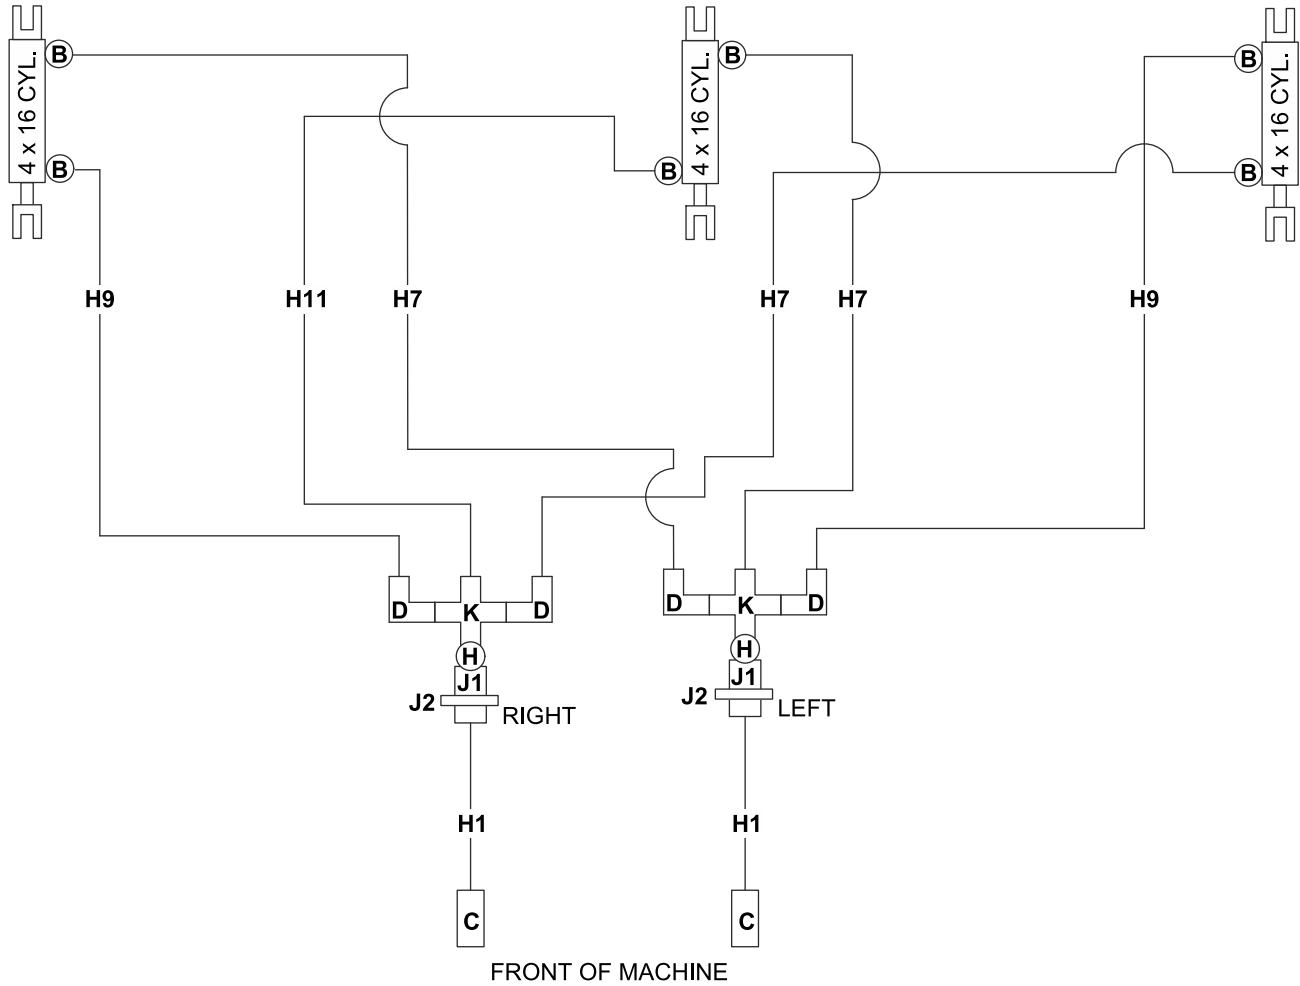 4 x 16 CYL.
B
B
4 x 16 CYL.
B
B
4 x 16 CYL.
B
B
H9
H11
H7
H7
H7
H9
D
K
D
D
K
D
H
H
J1
J1
J2
J2
RIGHT
LEFT
H1
H1
C
C
FRONT OF MACHINE